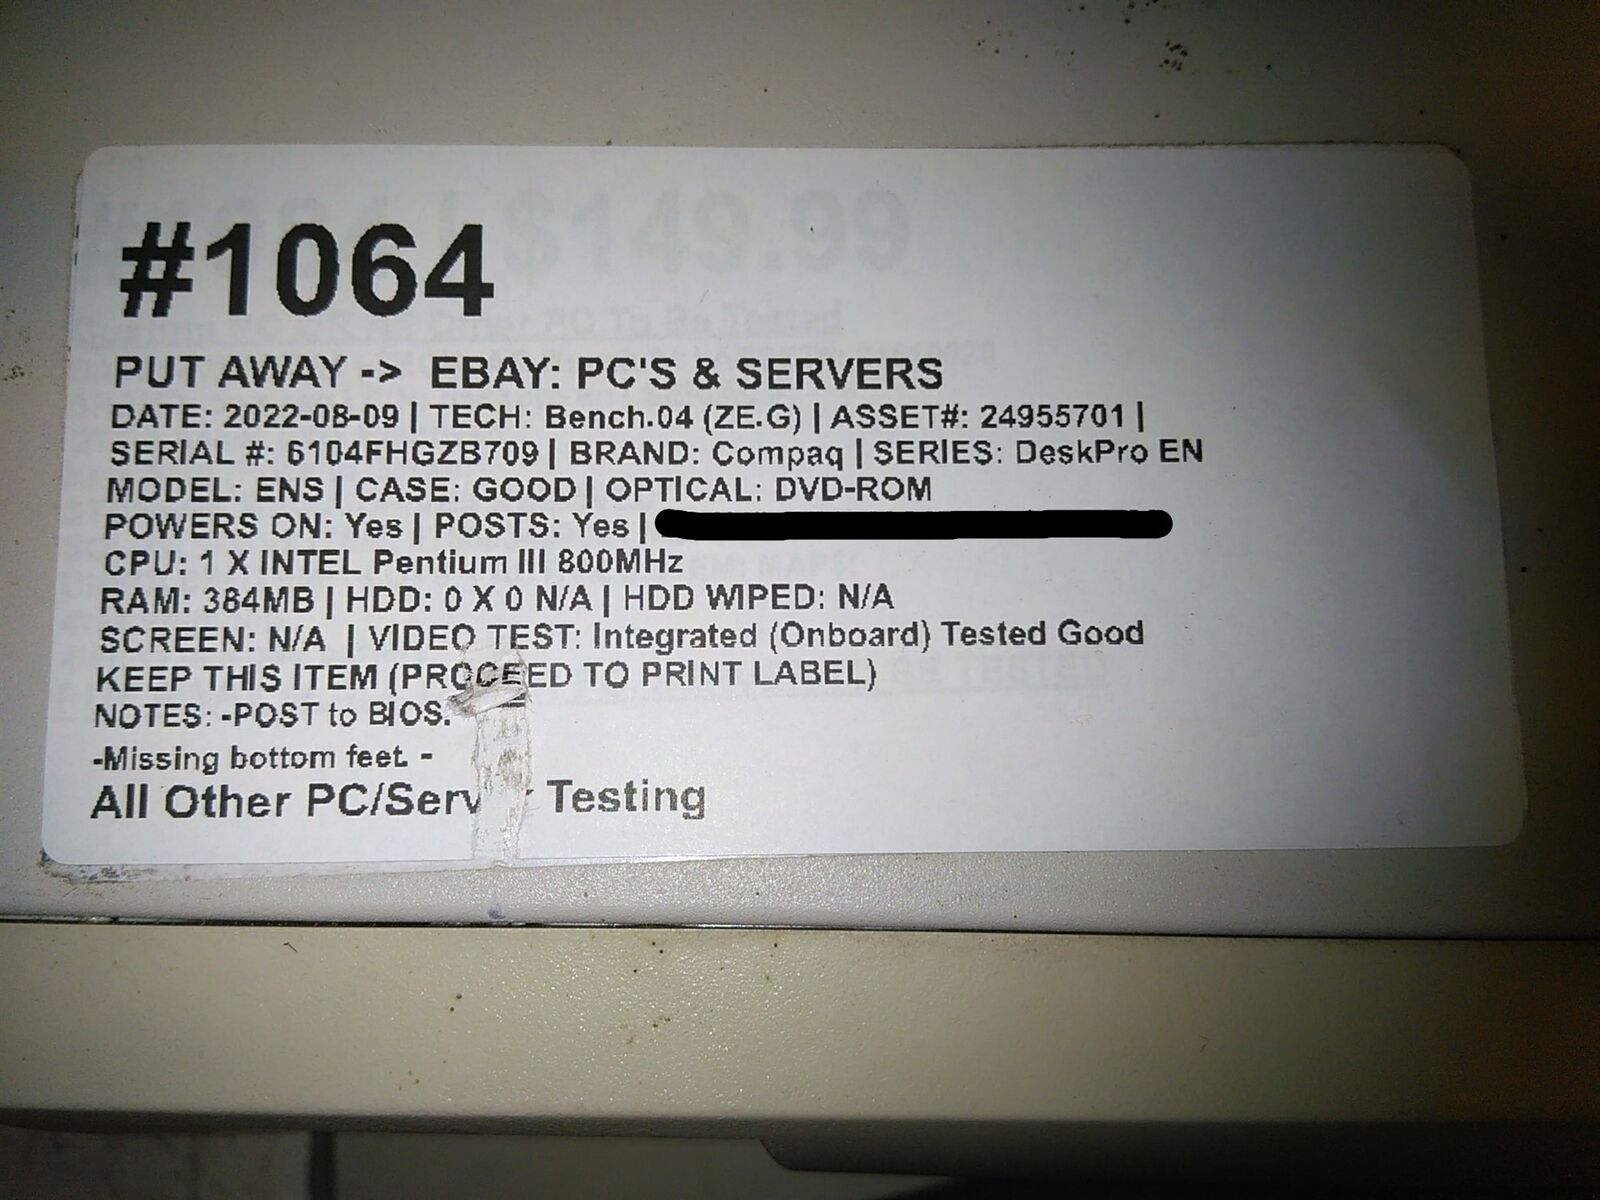 #1064
$149.99
PUT AWAY -> EBAY: PC'S & SERVERS
DATE: 2022-08-09 | TECH: Bench.04 (ZE.G) | ASSET#: 24955701 |
SERIAL #: 6104FHGZB709 | BRAND: Compaq | SERIES: DeskPro EN
MODEL: ENS | CASE: GOOD | OPTICAL: DVD-ROM
POWERS ON: Yes | POSTS: Yes |
CPU: 1 X INTEL Pentium III 800MHz
RAM: 384MB | HDD: 0 X 0 N/A | HDD WIPED: N/A
SCREEN: N/A | VIDEO TEST: Integrated (Onboard) Tested Good
KEEP THIS ITEM (PROCEED TO PRINT LABEL)
NOTES: -POST to BIOS.
-Missing bottom feet. -
All Other PC/Server Testing